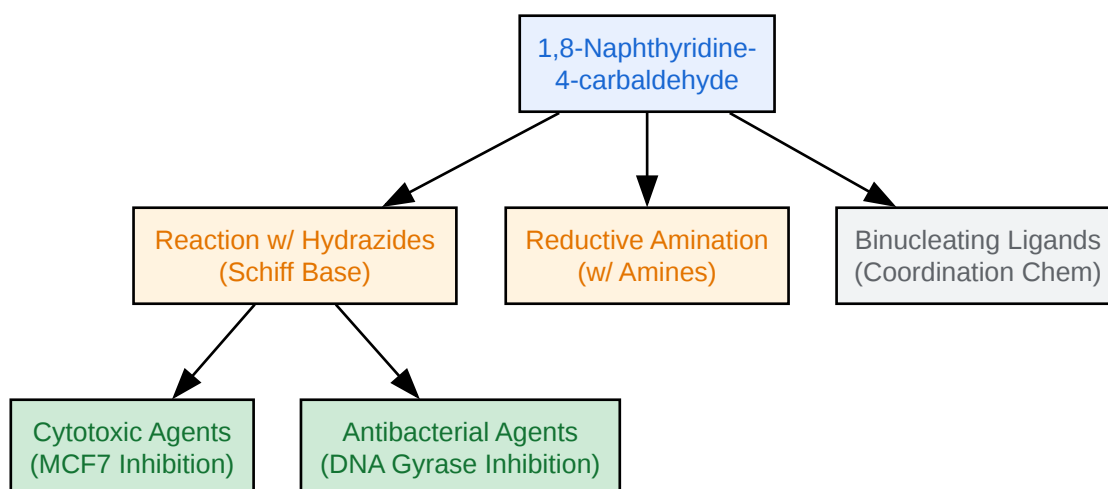 1,8-Naphthyridine-
4-carbaldehyde
Reaction w/ Hydrazides
(Schiff Base)
Reductive Amination
(w/ Amines)
Binucleating Ligands
(Coordination Chem)
Cytotoxic Agents
(MCF7 Inhibition)
Antibacterial Agents
(DNA Gyrase Inhibition)